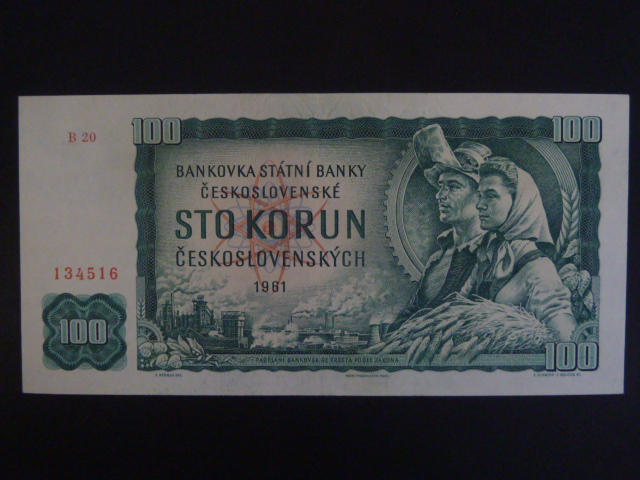 B 20
100
100
BANKOVKA STÁTNÍ BANKY
ČESKOSLOVENSKÉ
STO KORUN
ČESKOSLOVENSKÝCH
1961
134516
100
100
PADĚLÁNÍ BANKOVEK SE TRESTÁ PODLE ZÁKONA